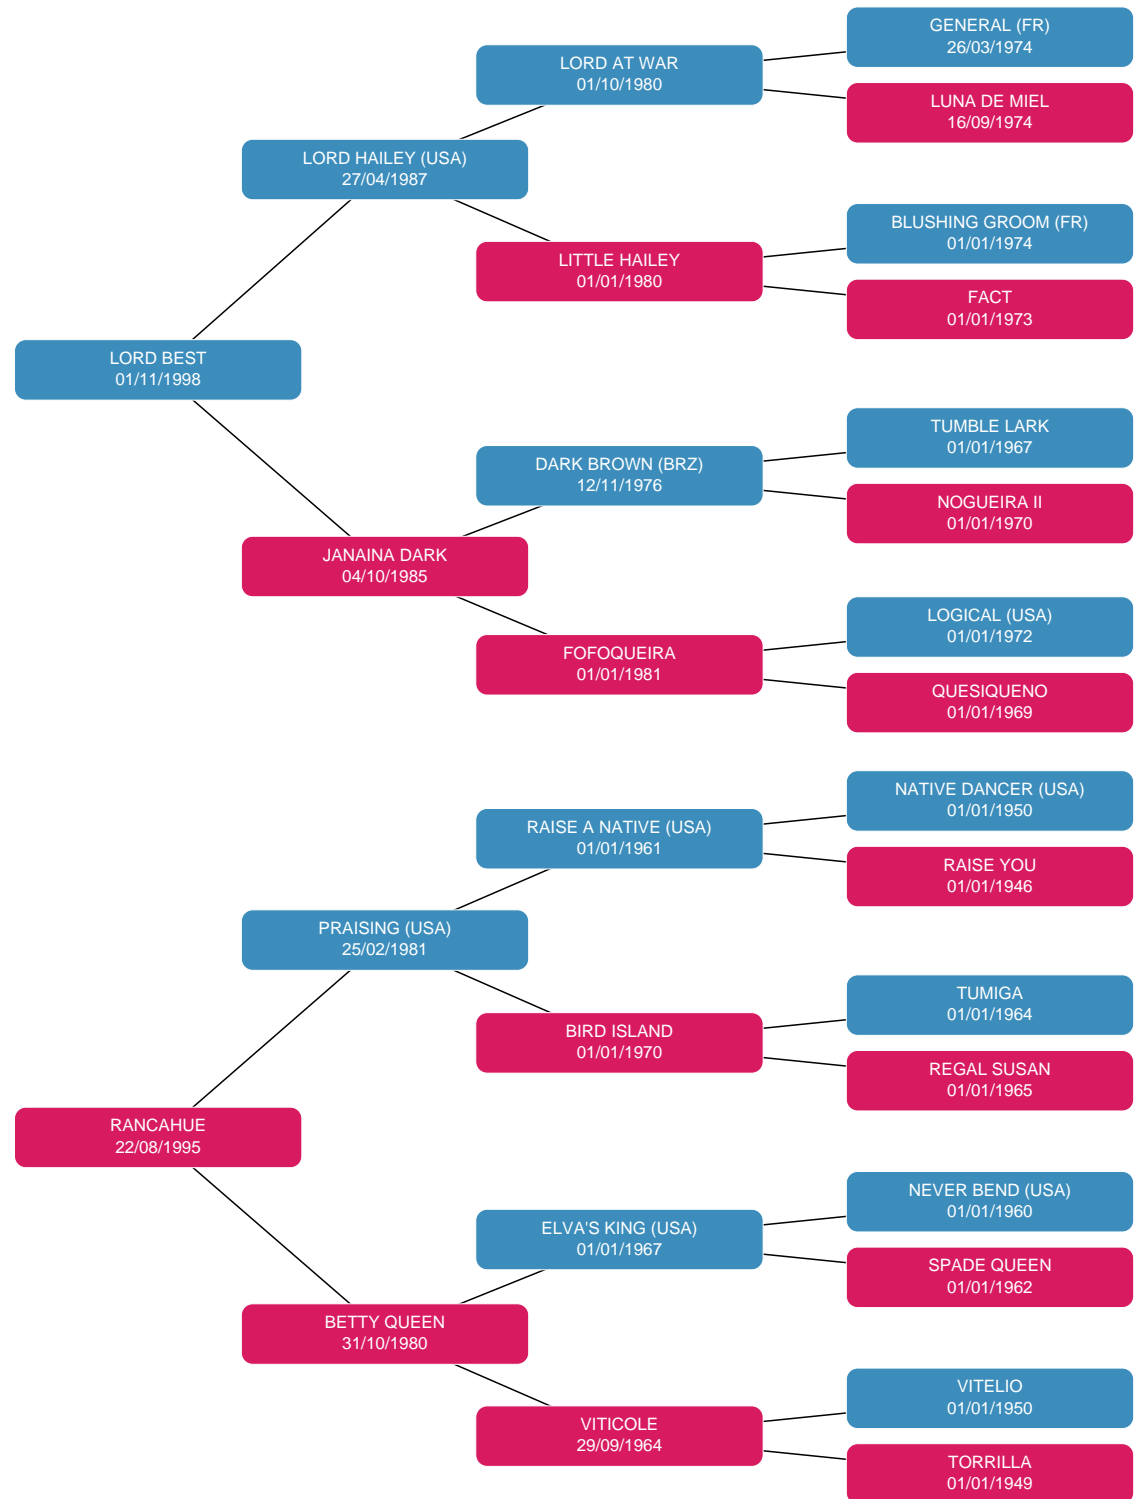 GENERAL (FR)
26/03/1974
LORD AT WAR
01/10/1980
LUNA DE MIEL
16/09/1974
LORD HAILEY (USA)
27/04/1987
BLUSHING GROOM (FR)
01/01/1974
LITTLE HAILEY
01/01/1980
FACT
01/01/1973
LORD BEST
01/11/1998
TUMBLE LARK
01/01/1967
DARK BROWN (BRZ)
12/11/1976
NOGUEIRA II
01/01/1970
JANAINA DARK
04/10/1985
LOGICAL (USA)
01/01/1972
FOFOQUEIRA
01/01/1981
QUESIQUENO
01/01/1969
NATIVE DANCER (USA)
01/01/1950
RAISE A NATIVE (USA)
01/01/1961
RAISE YOU
01/01/1946
PRAISING (USA)
25/02/1981
TUMIGA
01/01/1964
BIRD ISLAND
01/01/1970
REGAL SUSAN
01/01/1965
RANCAHUE
22/08/1995
NEVER BEND (USA)
01/01/1960
ELVA'S KING (USA)
01/01/1967
SPADE QUEEN
01/01/1962
BETTY QUEEN
31/10/1980
VITELIO
01/01/1950
VITICOLE
29/09/1964
TORRILLA
01/01/1949